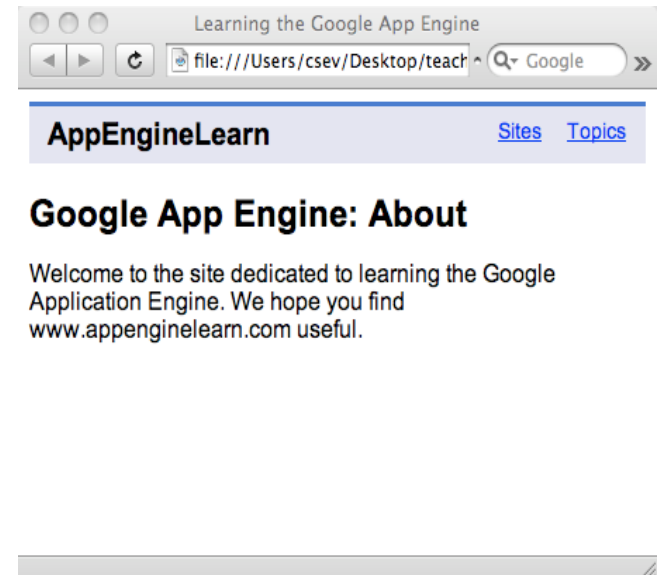 Learning the Google App Engine
file:///Users/csev/Desktop/teach
Google
AppEngineLearn
Sites Topics
Google App Engine: About
Welcome to the site dedicated to learning the Google
Application Engine. We hope you find
www.appenginelearn.com useful.